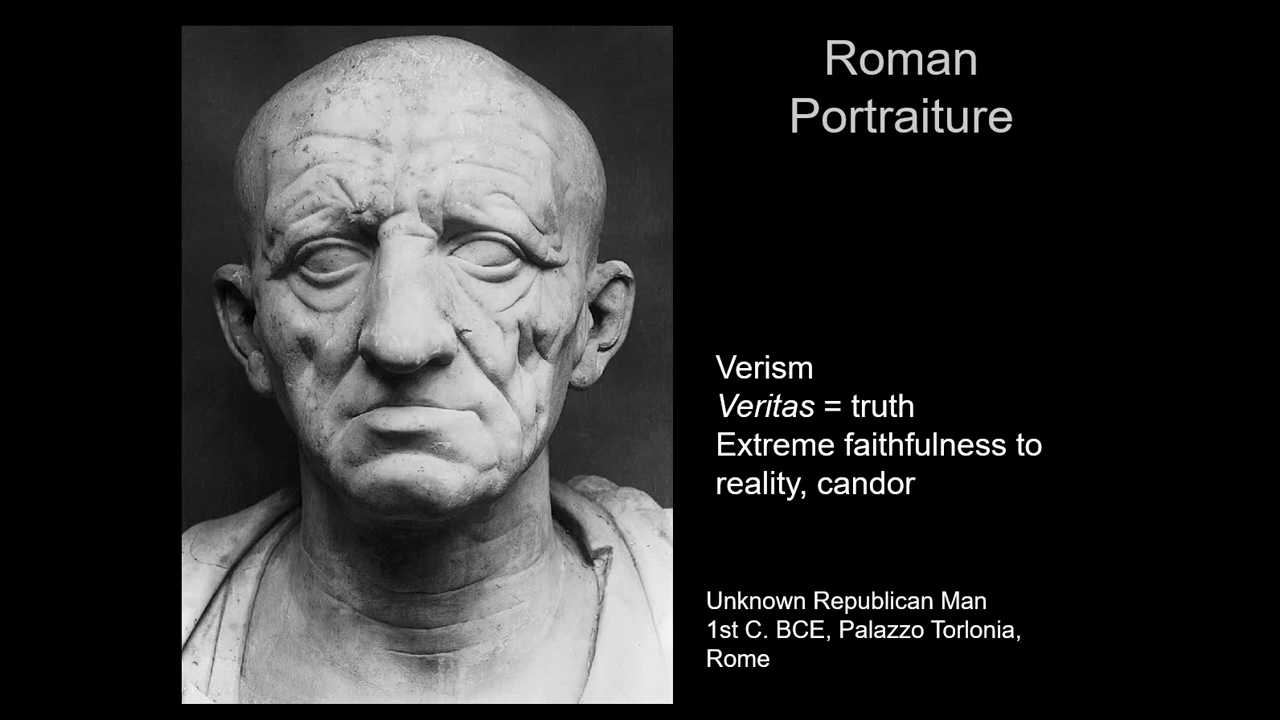 Roman
Portraiture
Verism
Veritas = truth
Extreme faithfulness to
reality, candor
Unknown Republican Man
1st C. BCE, Palazzo Torlonia,
Rome